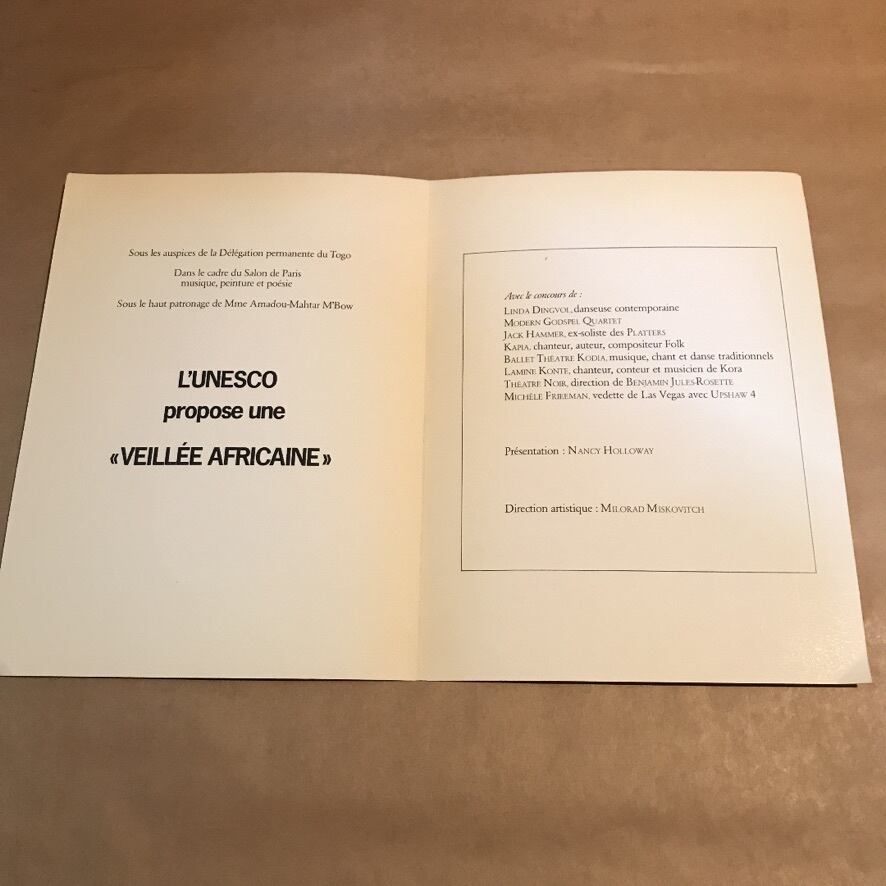 Sous les auspices de la Délégation permanente du Togo
Dans le cadre du Salon de Paris
musique, peinture et poésie
Sous le haut patronage de Mme Amadou-Mahtar M'Bow
L'UNESCO
propose une
«VEILLÉE AFRICAINE»
Avec le concours de :
LINDA DINGVOL, danseuse contemporaine
MODERN GODSPEL QUARTET
JACK HAMMER, ex-soliste des PLATTERS
KAPIA, chanteur, auteur, compositeur Folk
BALLET THÉATRE KODIA, musique, chant et danse traditionnels
LAMINE KONTE, chanteur, conteur et musicien de Kora
THÉATRE NOIR, direction de BENJAMIN JULES-ROSETTE
MICHÈLE FRIEEMAN, vedette de Las Vegas avec UPSHAW 4
Présentation : NANCY HOLLOWAY
Direction artistique : MILORAD MISKOVITCH